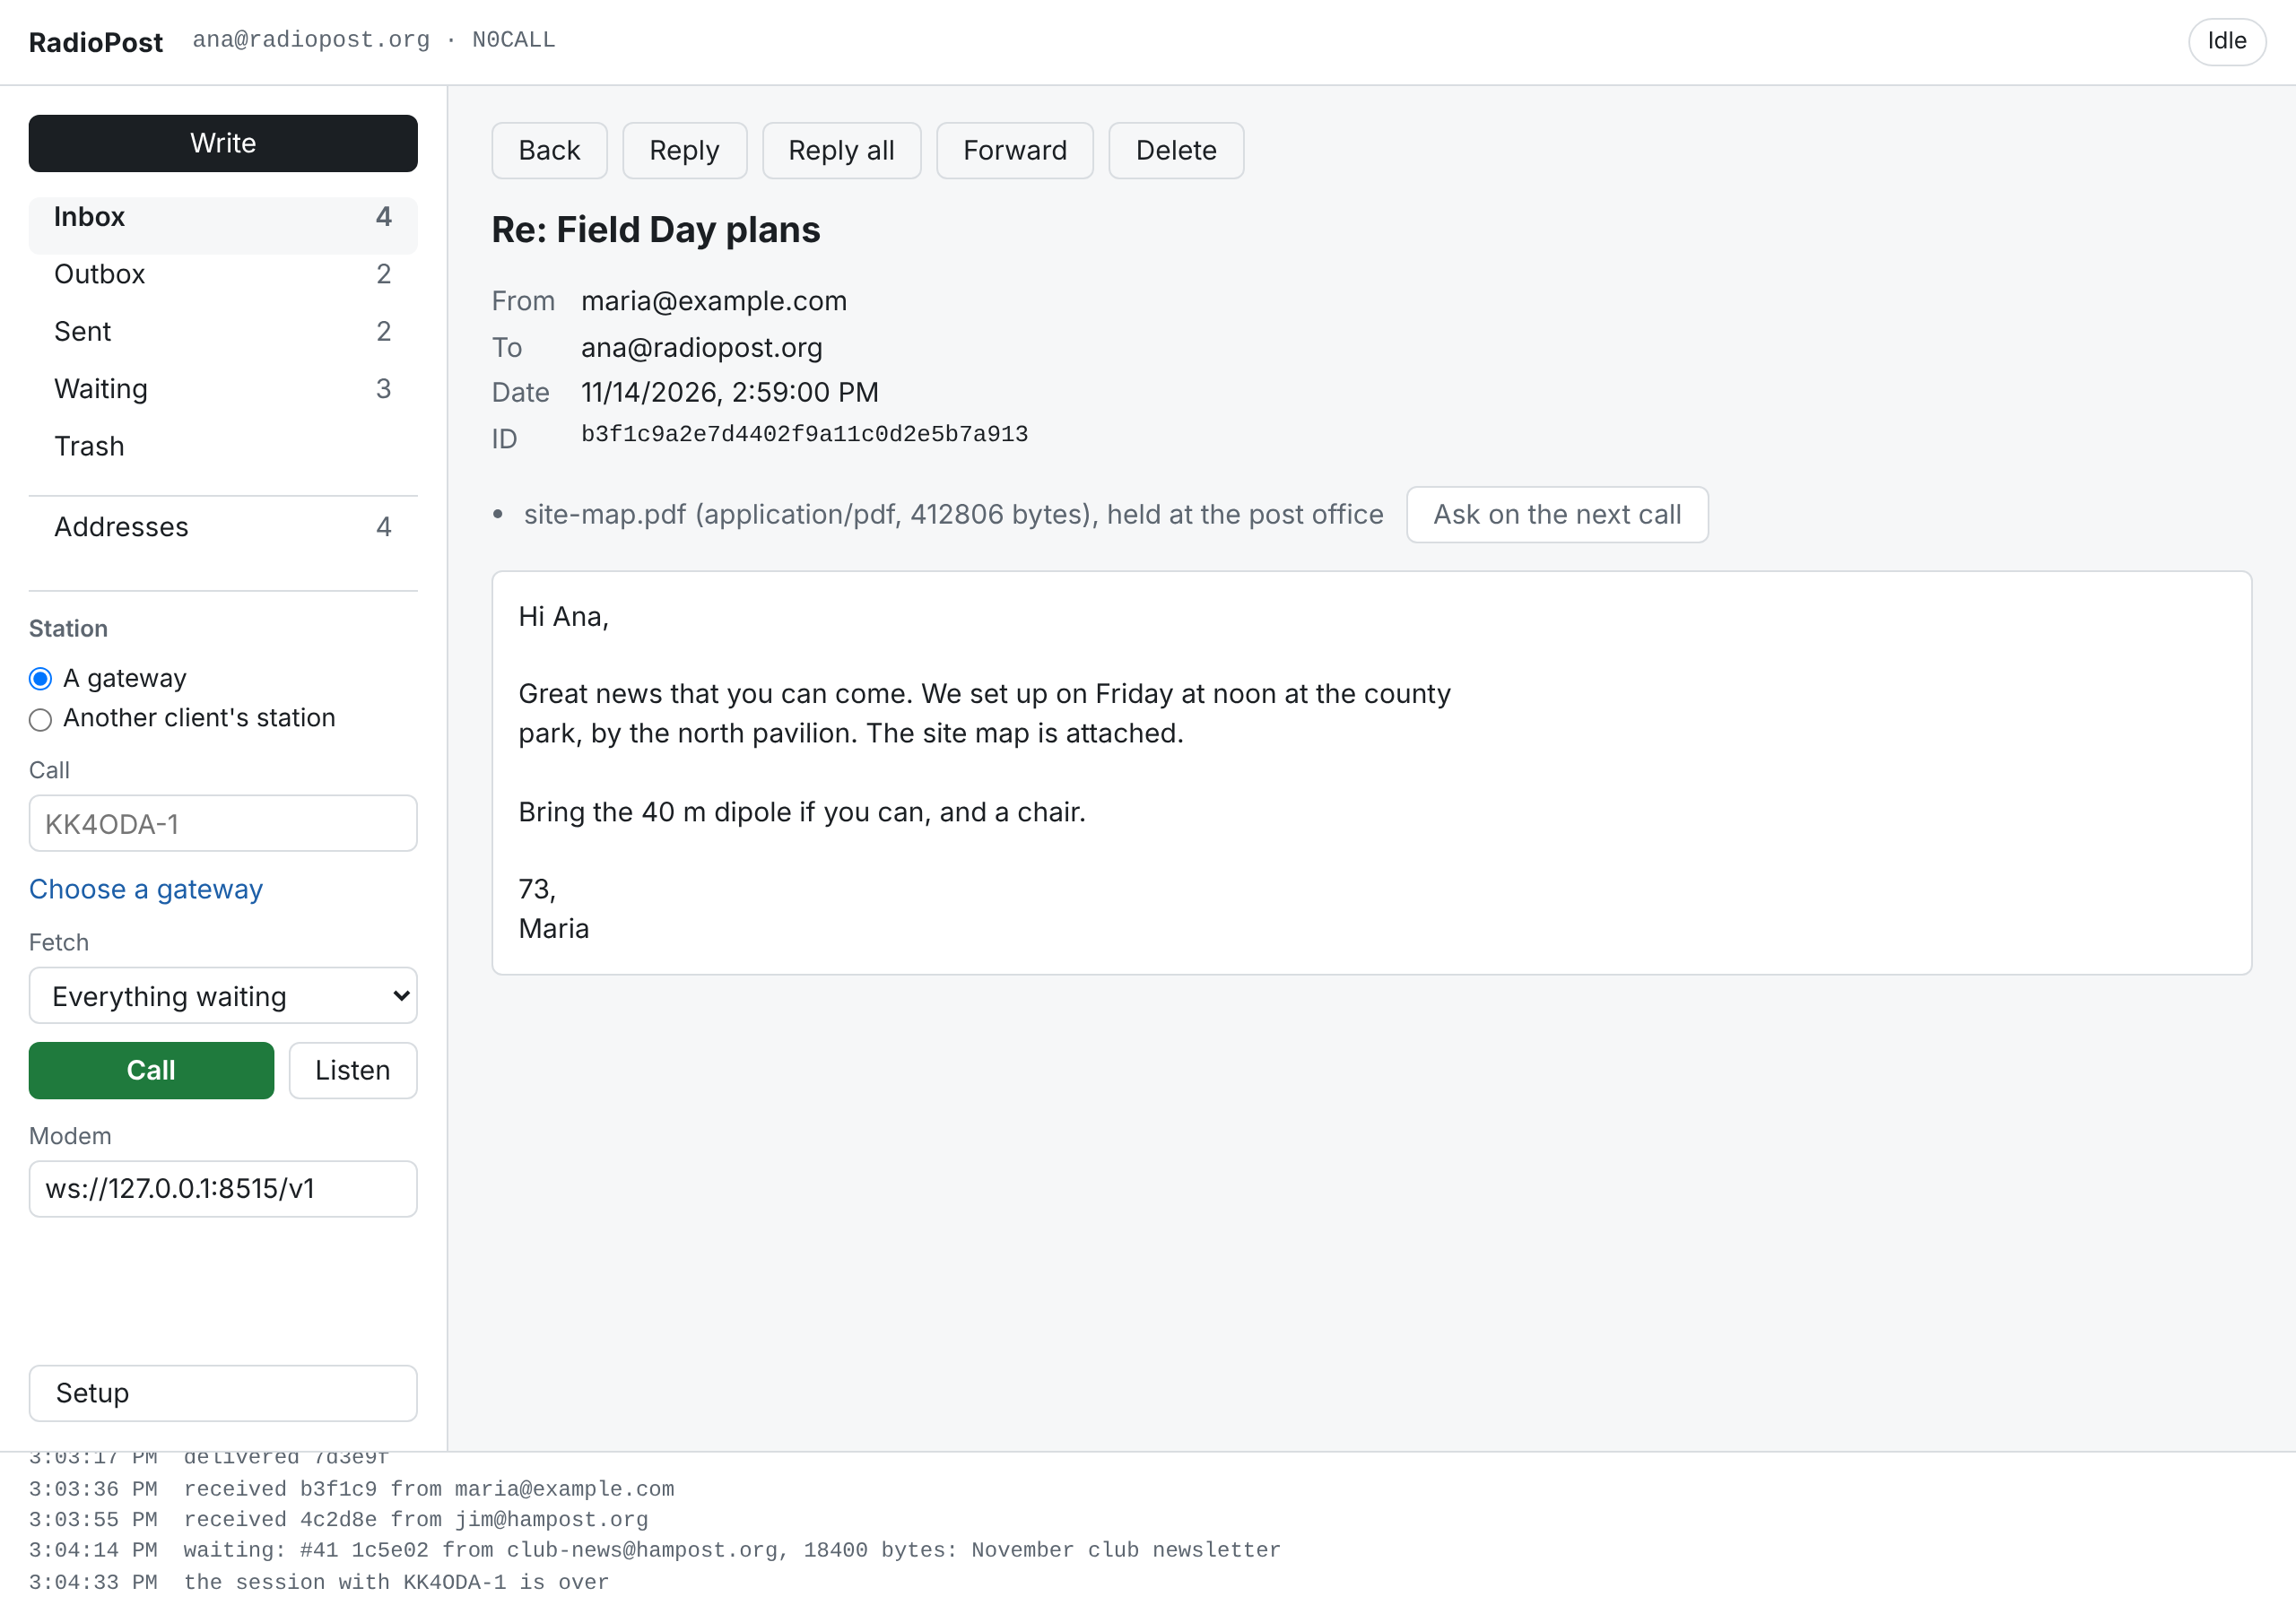 RadioPost ana@radiopost.org · N0CALL Idle
Write
Inbox 4
Outbox 2
Sent 2
Waiting 3
Trash
Addresses 4
Station
A gateway
Another client's station
Call
KK4ODA-1
Choose a gateway
Fetch
Everything waiting
Call Listen
Modem
ws://127.0.0.1:8515/v1
Setup
Back Reply Reply all Forward Delete
Re: Field Day plans
From maria@example.com
To ana@radiopost.org
Date 11/14/2026, 2:59:00 PM
ID b3f1c9a2e7d4402f9a11c0d2e5b7a913
• site-map.pdf (application/pdf, 412806 bytes), held at the post office Ask on the next call
Hi Ana,
Great news that you can come. We set up on Friday at noon at the county
park, by the north pavilion. The site map is attached.
Bring the 40 m dipole if you can, and a chair.
73,
Maria
3:03:17 PM delivered 7d3e9f
3:03:36 PM received b3f1c9 from maria@example.com
3:03:55 PM received 4c2d8e from jim@hampost.org
3:04:14 PM waiting: #41 1c5e02 from club-news@hampost.org, 18400 bytes: November club newsletter
3:04:33 PM the session with KK4ODA-1 is over